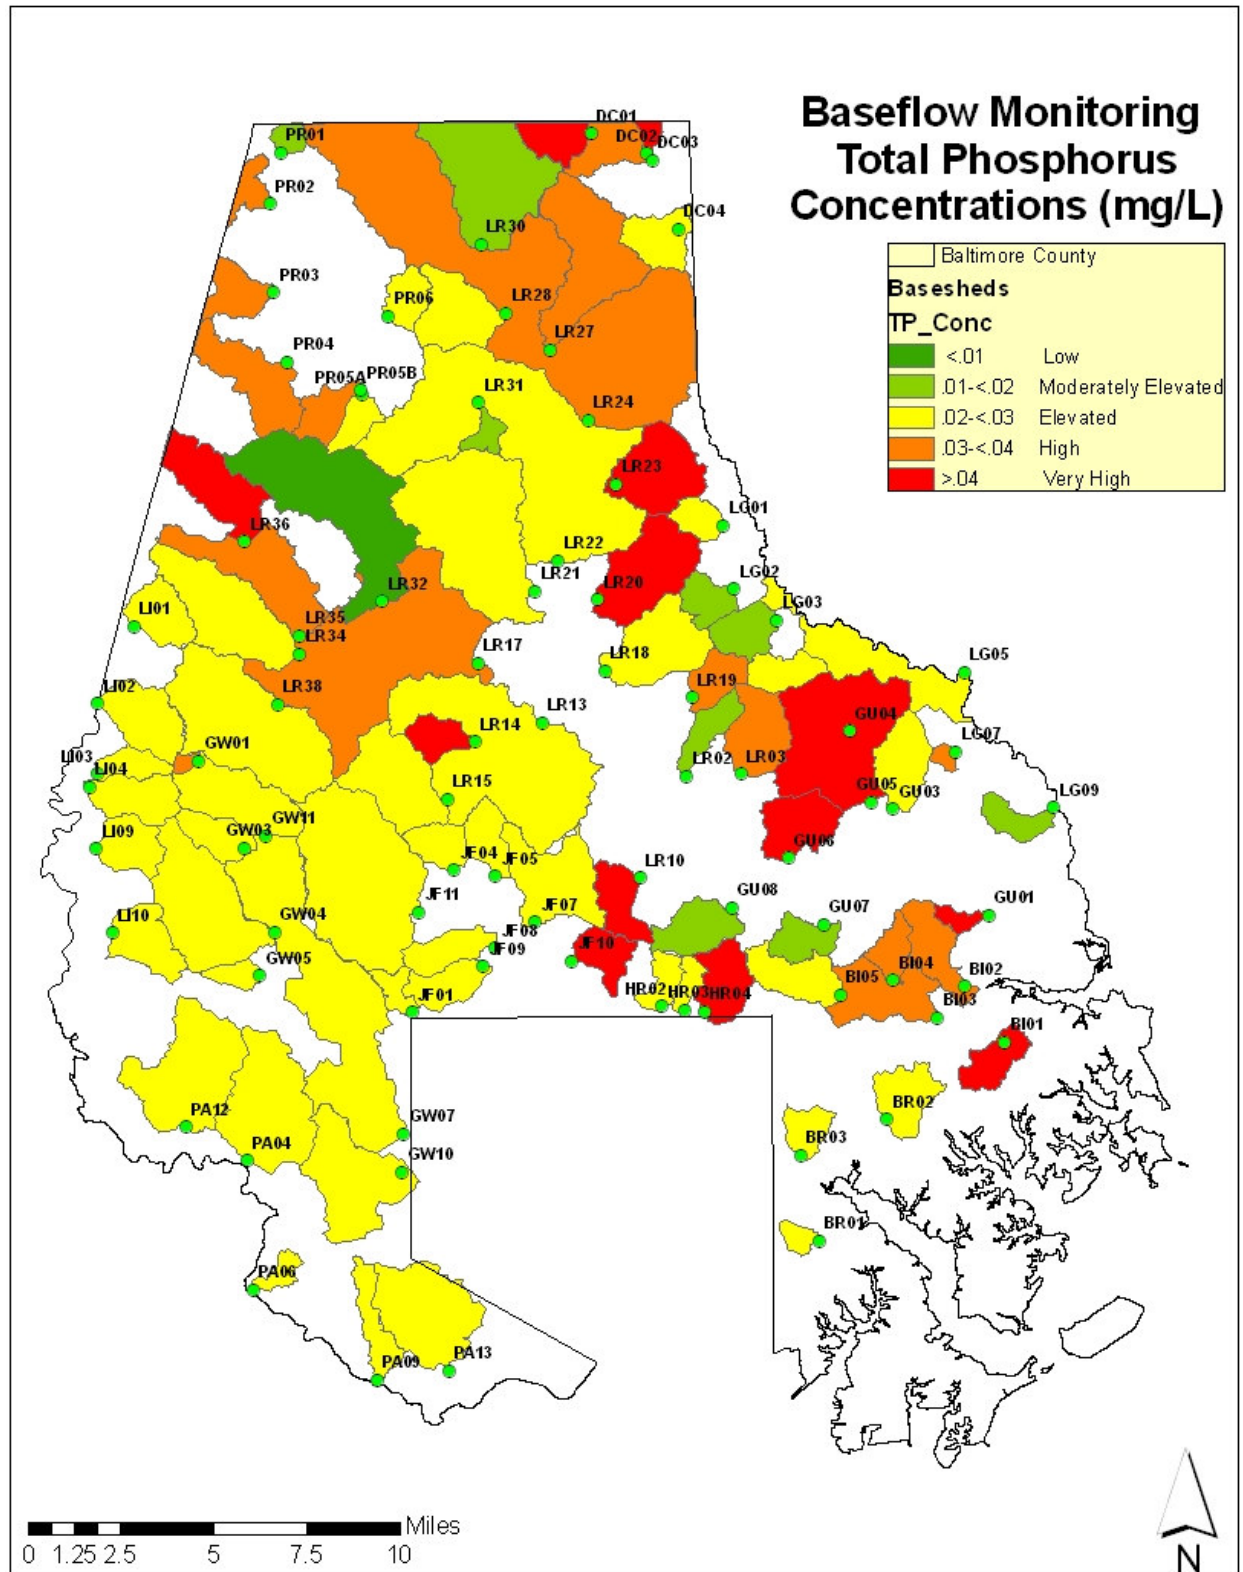 Baseflow Monitoring
Total Phosphorus
Concentrations (mg/L)
Baltimore County
Basesheds
TP_Conc
<.01 Low
.01-<.02 Moderately Elevated
.02-<.03 Elevated
.03-<.04 High
>.04 Very High
DC01
PR01
DC02
DC03
PR02
DC04
LR30
PR03
PR06
LR28
LR27
PR04
PR05A
PR05B
LR31
LR24
LR23
LG01
LR36
LR22
LR21
LR20
LG02
LR32
LG03
LI01
LR35
LR34
LR17
LR18
LG05
LI02
LR38
LR19
LR13
GU04
LR14
GW01
LG07
LI03
LI04
LR02
LR03
LR15
GU05
GU03
LG09
GW11
GW03
LI09
GU06
JF04
JF05
LR10
JF11
GU08
LI10
GW04
JF07
GU07
GU01
JF08
JF09
JF10
GW05
BI05
BI04
BI02
JF01
HR02
HR03
HR04
BI03
BI01
PA12
GW07
BR02
PA04
GW10
BR03
BR01
PA06
PA09
PA13
Miles
0 1.25 2.5 5 7.5 10
N